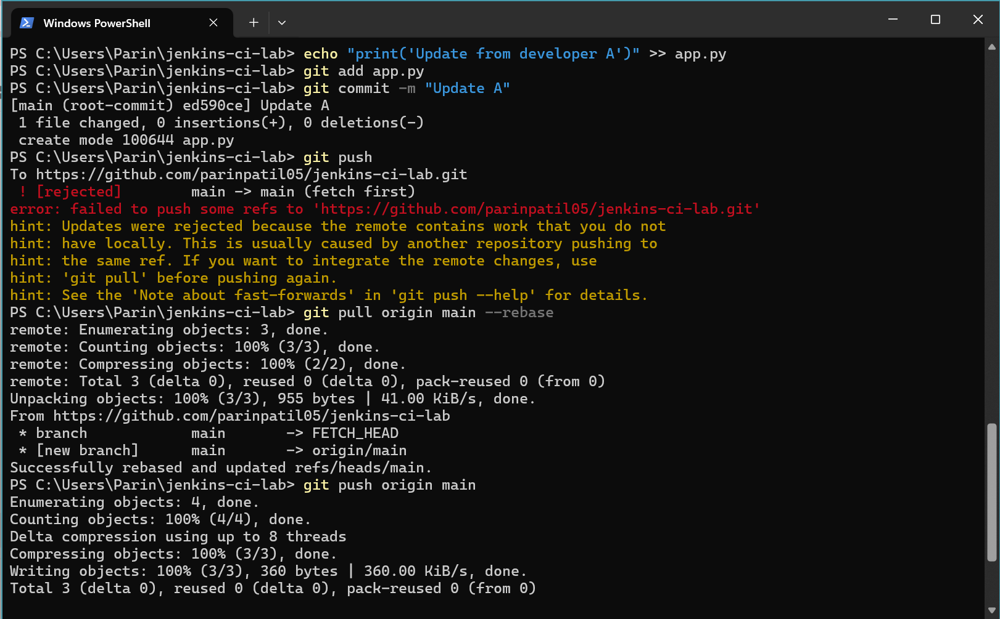 Windows PowerShell
PS C:\Users\Parin\jenkins-ci-lab> echo "print('Update from developer A')" >> app.py
PS C:\Users\Parin\jenkins-ci-lab> git add app.py
PS C:\Users\Parin\jenkins-ci-lab> git commit -m "Update A"
[main (root-commit) ed590ce] Update A
 1 file changed, 0 insertions(+), 0 deletions(-)
 create mode 100644 app.py
PS C:\Users\Parin\jenkins-ci-lab> git push
To https://github.com/parinpatil05/jenkins-ci-lab.git
 ! [rejected]        main -> main (fetch first)
error: failed to push some refs to 'https://github.com/parinpatil05/jenkins-ci-lab.git'
hint: Updates were rejected because the remote contains work that you do not
hint: have locally. This is usually caused by another repository pushing to
hint: the same ref. If you want to integrate the remote changes, use
hint: 'git pull' before pushing again.
hint: See the 'Note about fast-forwards' in 'git push --help' for details.
PS C:\Users\Parin\jenkins-ci-lab> git pull origin main --rebase
remote: Enumerating objects: 3, done.
remote: Counting objects: 100% (3/3), done.
remote: Compressing objects: 100% (2/2), done.
remote: Total 3 (delta 0), reused 0 (delta 0), pack-reused 0 (from 0)
Unpacking objects: 100% (3/3), 955 bytes | 41.00 KiB/s, done.
From https://github.com/parinpatil05/jenkins-ci-lab
 * branch            main       -> FETCH_HEAD
 * [new branch]      main       -> origin/main
Successfully rebased and updated refs/heads/main.
PS C:\Users\Parin\jenkins-ci-lab> git push origin main
Enumerating objects: 4, done.
Counting objects: 100% (4/4), done.
Delta compression using up to 8 threads
Compressing objects: 100% (3/3), done.
Writing objects: 100% (3/3), 360 bytes | 360.00 KiB/s, done.
Total 3 (delta 0), reused 0 (delta 0), pack-reused 0 (from 0)